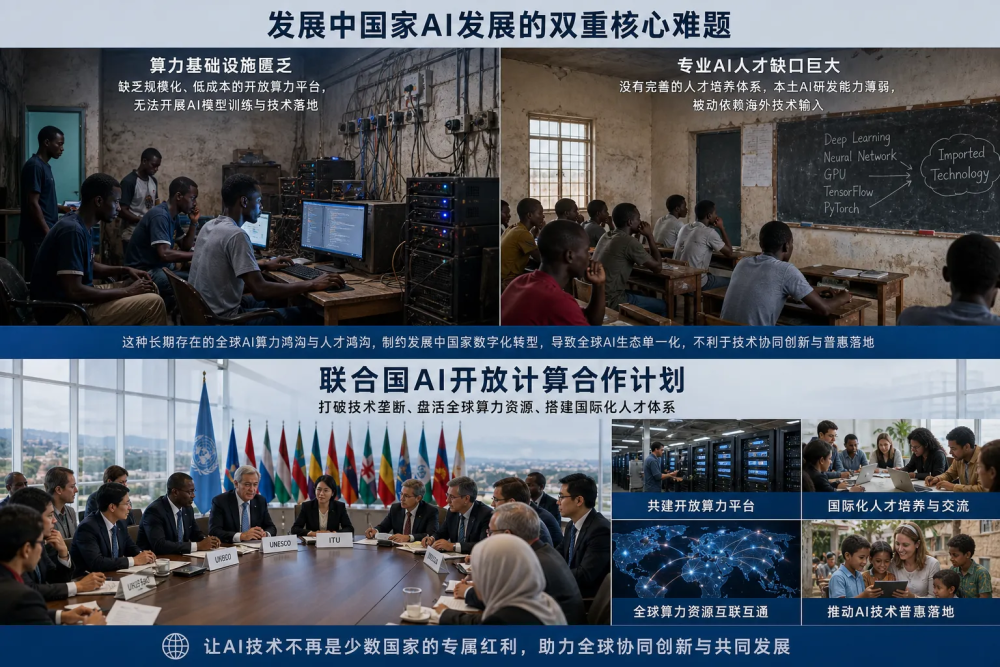 发展中国家AI发展的双重核心难题
算力基础设施匮乏
缺乏规模化、低成本的开放算力平台，
无法开展AI模型训练与技术落地
专业AI人才缺口巨大
没有完善的人才培养体系，本土AI研发能力薄弱，
被动依赖海外技术输入
Deep Learning
Neural Network
GPU
TensorFlow
PyTorch
Imported
Technology
这种长期存在的全球AI算力鸿沟与人才鸿沟，制约发展中国家数字化转型，导致全球AI生态单一化，不利于技术协同创新与普惠落地
联合国AI开放计算合作计划
打破技术垄断、盘活全球算力资源、搭建国际化人才体系
UNESCO
ITU
共建开放算力平台
国际化人才培养与交流
全球算力资源互联互通
推动AI技术普惠落地
让AI技术不再是少数国家的专属红利，助力全球协同创新与共同发展